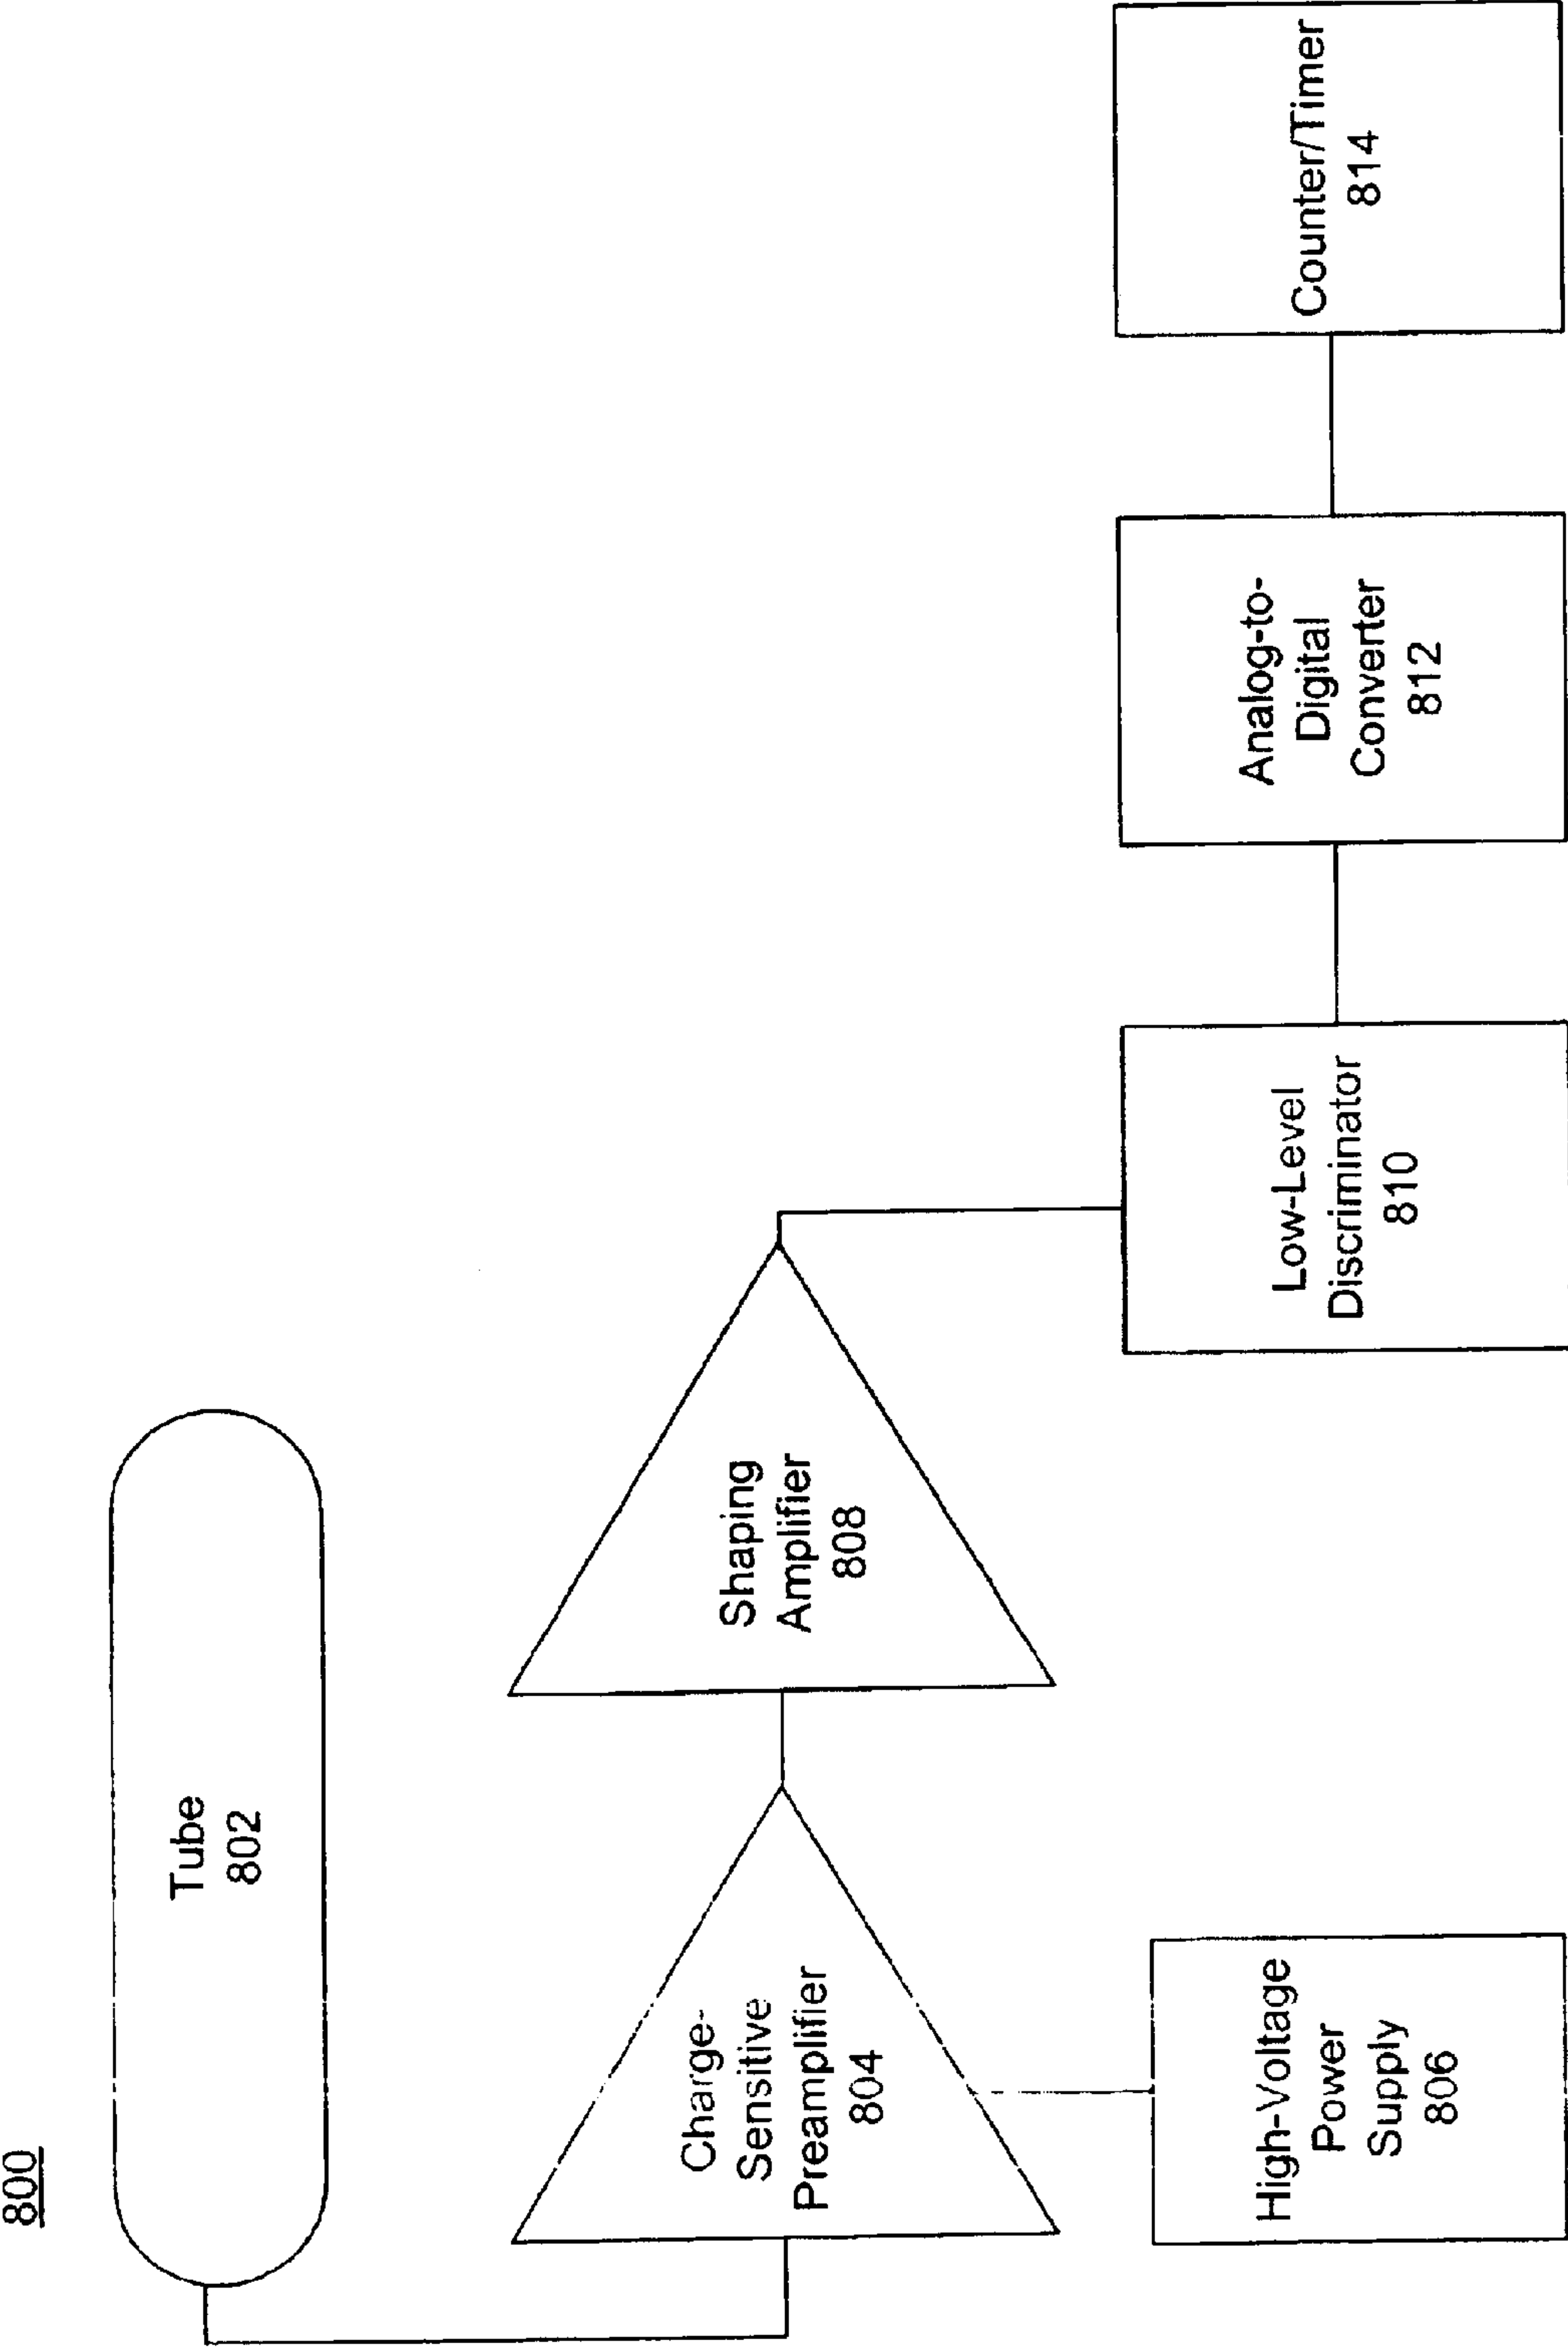 800
Tube
802
Charge-
Sensitive
Preamplifier
804
Shaping
Amplifier
808
High-Voltage
Power
Supply
806
Low-Level
Discriminator
810
Analog-to-
Digital
Converter
812
Counter/Timer
814